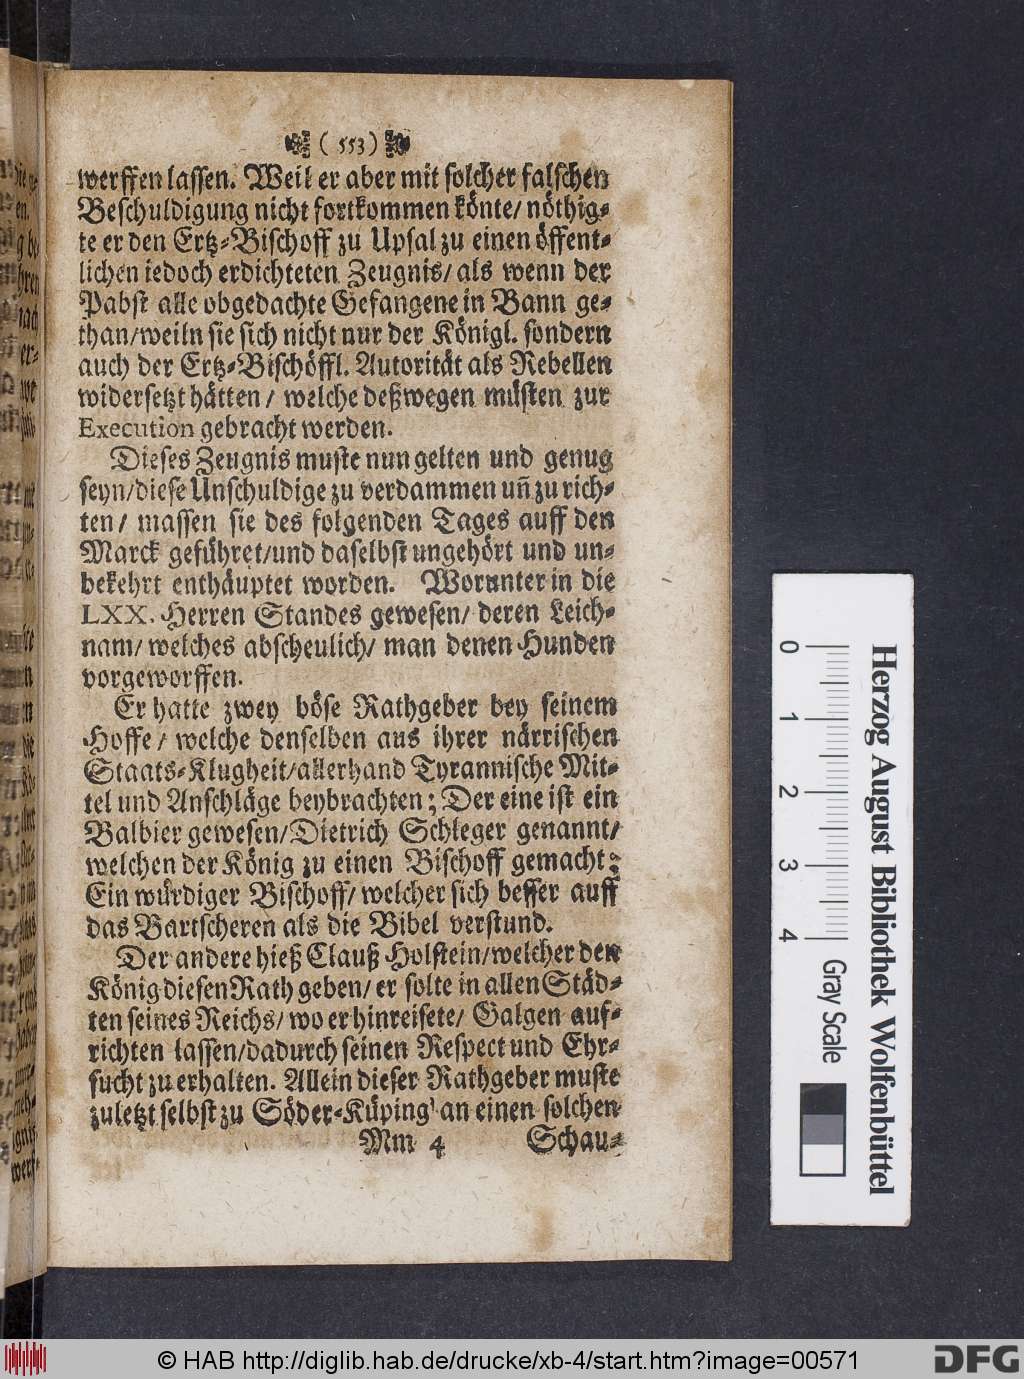 ( 553 )
werffen lassen. Weil er aber mit solcher falschen
Beschuldigung nicht fortkommen könte/ nöthig-
te er den Ertz-Bischoff zu Upsal zu einen öffent-
lichen iedoch erdichteten Zeugnis/ als wenn der
Pabst alle obgedachte Gefangene in Bann ge-
than/weiln sie sich nicht nur der Königl. sondern
auch der Ertz-Bischöffl. Autorität als Rebellen
widersetzt hätten/ welche deßwegen müsten zur
Execution gebracht werden.
Dieses Zeugnis muste nun gelten und genug
seyn/diese Unschuldige zu verdammen uñ zu rich-
ten/ massen sie des folgenden Tages auff den
Marck geführet/und daselbst ungehört und un-
bekehrt enthäuptet worden. Worunter in die
LXX. Herren Standes gewesen/ deren Leich-
nam/ welches abscheulich/ man denen Hunden
vorgeworffen.
Er hatte zwey böse Rathgeber bey seinem
Hoffe/ welche denselben aus ihrer närrischen
Staats-Klugheit/allerhand Tyrannische Mit-
tel und Anschläge beybrachten; Der eine ist ein
Balbier gewesen/Dietrich Schleger genannt/
welchen der König zu einen Bischoff gemacht;
Ein würdiger Bischoff/ welcher sich besser auff
das Bartscheren als die Bibel verstund.
Der andere hieß Clauß Holstein/welcher den
König diesen Rath geben/ er solte in allen Städ-
ten seines Reichs/ wo er hinreisete/ Galgen auf-
richten lassen/dadurch seinen Respect und Ehr-
sucht zu erhalten. Allein dieser Rathgeber muste
zuletzt selbst zu Söder-Küping an einen solchen
Mm 4 Schau-
0 1 2 3 4
Gray Scale
Herzog August Bibliothek Wolfenbüttel
© HAB http://diglib.hab.de/drucke/xb-4/start.htm?image=00571
DFG